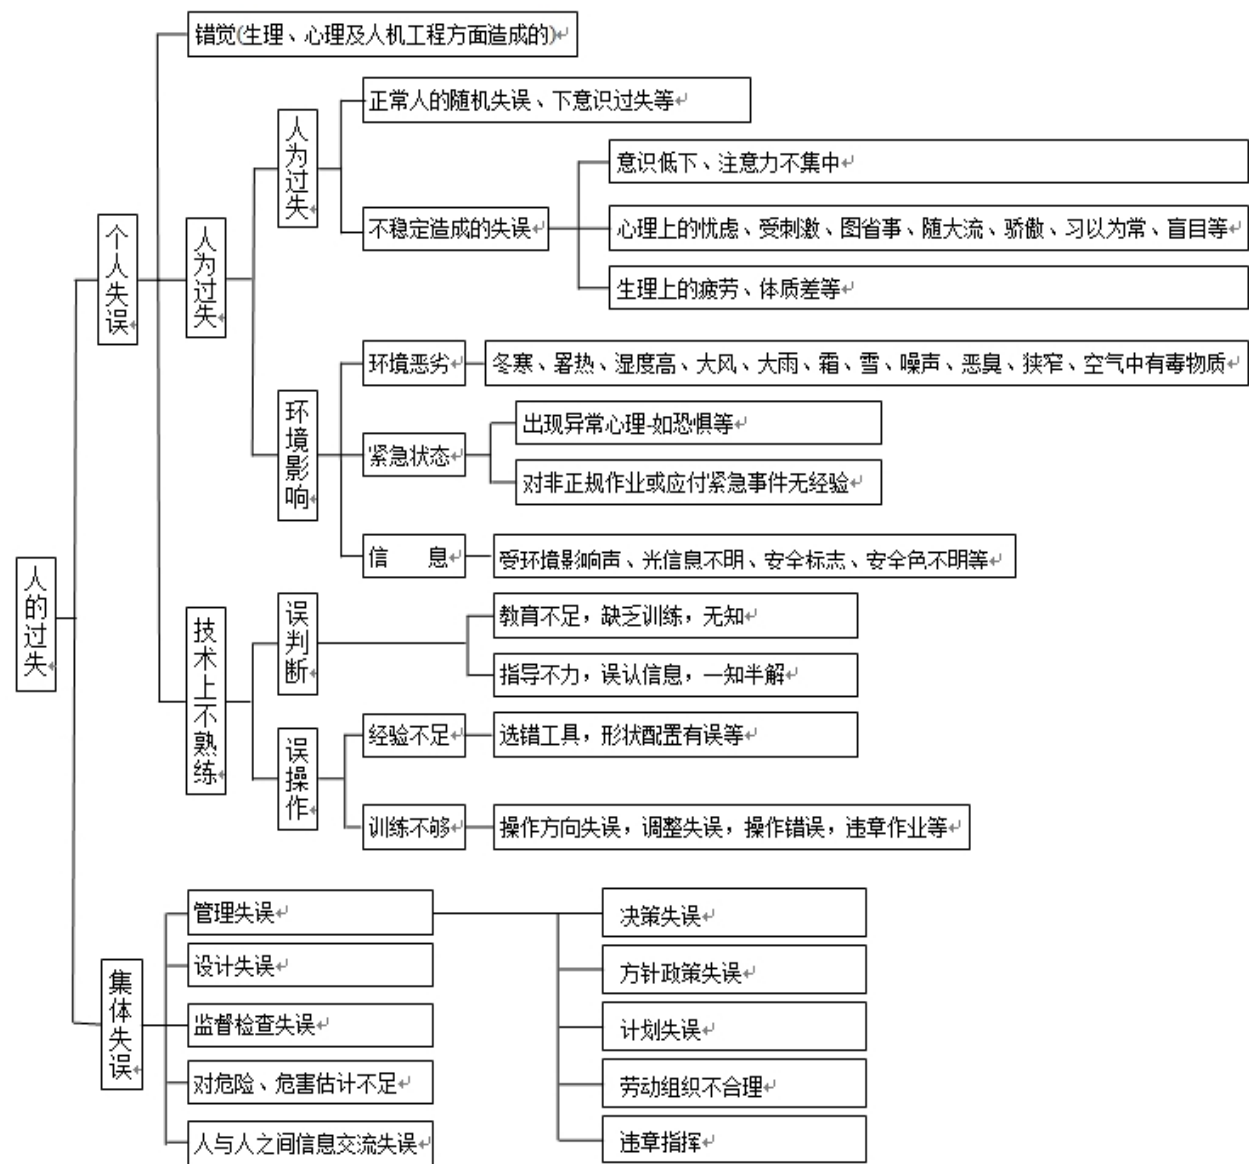 错觉(生理、心理及人机工程方面造成的)
正常人的随机失误、下意识过失等
人为过失
意识低下、注意力不集中
不稳定造成的失误
心理上的忧虑、受刺激、图省事、随大流、骄傲、习以为常、盲目等
个人失误
人为过失
生理上的疲劳、体质差等
环境恶劣
冬寒、署热、湿度高、大风、大雨、霜、雪、噪声、恶臭、狭窄、空气中有毒物质
环境影响
出现异常心理-如恐惧等
紧急状态
对非正规作业或应付紧急事件无经验
信 息
受环境影响声、光信息不明、安全标志、安全色不明等
人的过失
技术上不熟练
误判断
教育不足，缺乏训练，无知
指导不力，误认信息，一知半解
误操作
经验不足
选错工具，形状配置有误等
训练不够
操作方向失误，调整失误，操作错误，违章作业等
集体失误
管理失误
决策失误
设计失误
方针政策失误
监督检查失误
计划失误
对危险、危害估计不足
劳动组织不合理
人与人之间信息交流失误
违章指挥